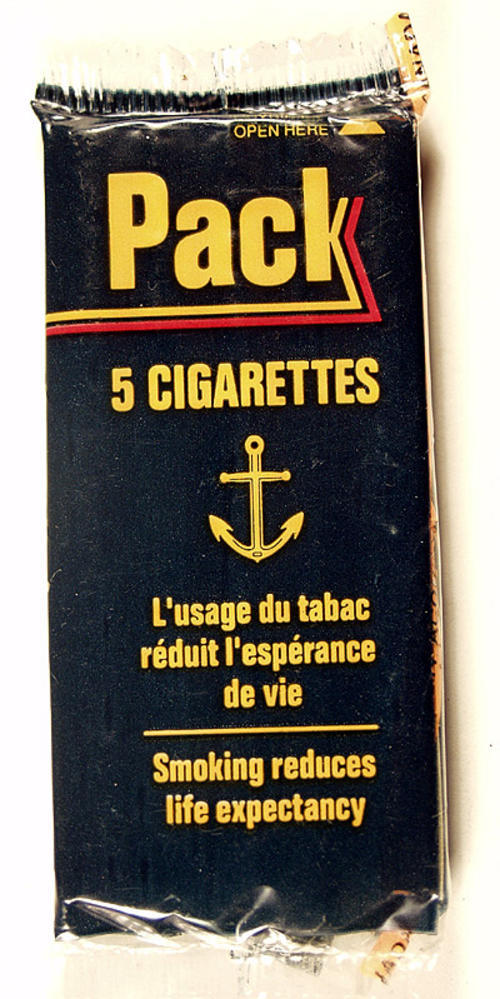 OPEN HERE
Pack
5 CIGARETTES
L'usage du tabac
réduit l'espérance
de vie
Smoking reduces
life expectancy